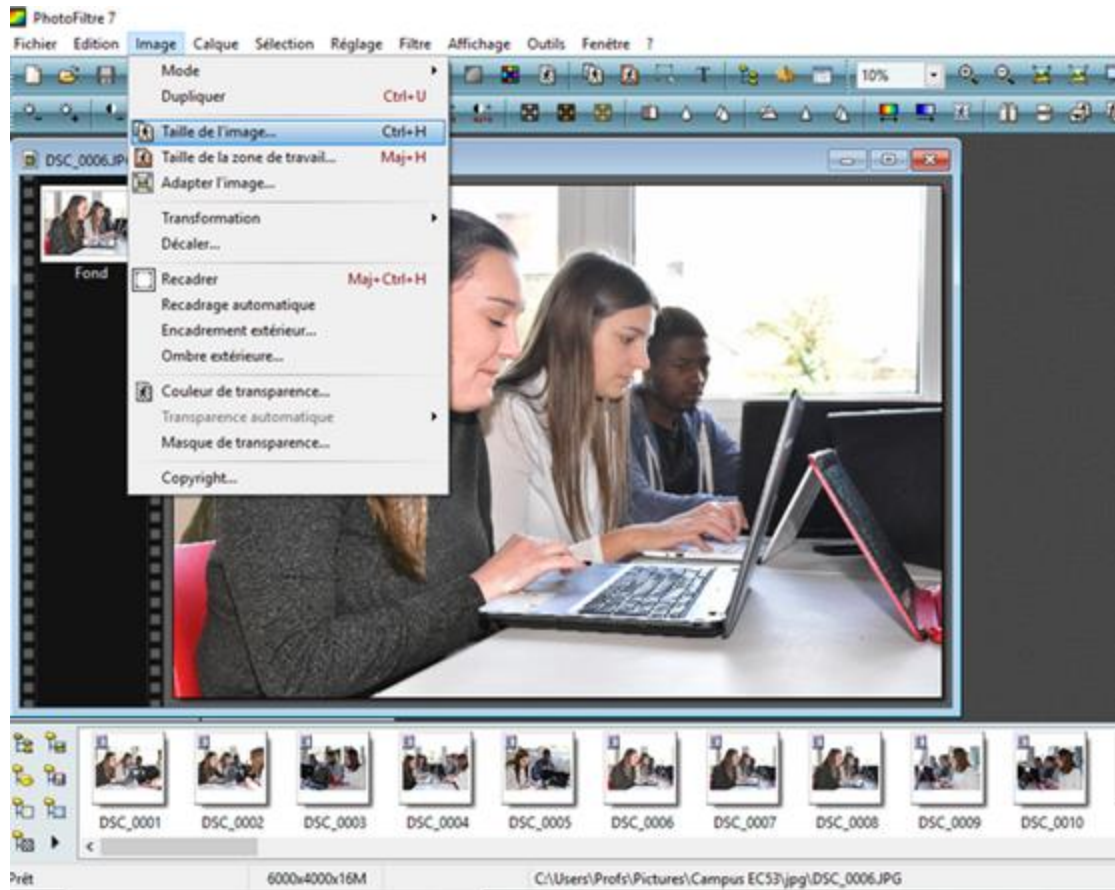 PhotoFiltre 7
Fichier Edition Image Calque Sélection Réglage Filtre Affichage Outils Fenêtre ?
10%
Mode
Dupliquer Ctrl+U
Taille de l'image... Ctrl+H
Taille de la zone de travail... Maj+H
Adapter l'image...
Transformation
Décaler...
Recadrer Maj+Ctrl+H
Recadrage automatique
Encadrement extérieur...
Ombre extérieure...
Couleur de transparence...
Transparence automatique
Masque de transparence...
Copyright...
DSC_0006.JP
Fond
DSC_0001 DSC_0002 DSC_0003 DSC_0004 DSC_0005 DSC_0006 DSC_0007 DSC_0008 DSC_0009 DSC_0010
Prêt 6000x4000x16M C:\Users\Profs\Pictures\Campus EC53\jpg\DSC_0006.JPG